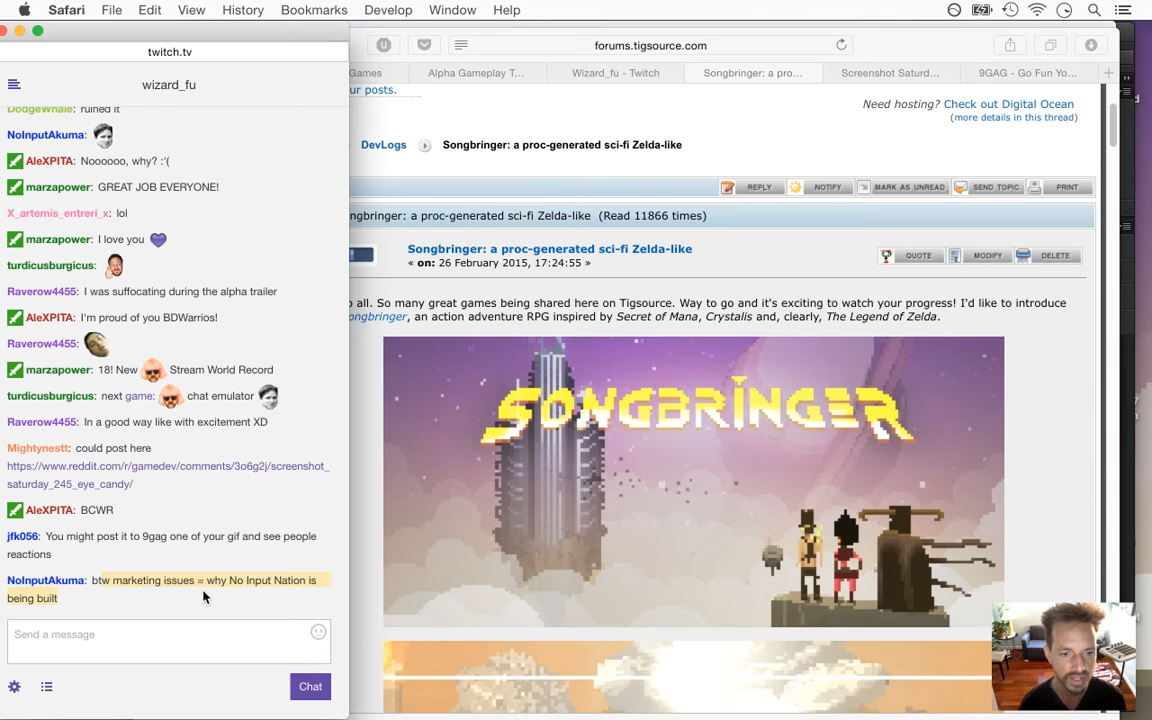 Safari File Edit View History Bookmarks Develop Window Help
twitch.tv
wizard_fu
DodgeWhale: ruined it
NoInputAkuma:
AleXPITA: Nooooooo, why? :'(
marzapower: GREAT JOB EVERYONE!
X_artemis_entreri_x: lol
marzapower: I love you
turdicusburgicus:
Raverow4455: I was suffocating during the alpha trailer
AleXPITA: I'm proud of you BDWarrios!
Raverow4455:
marzapower: 18! New Stream World Record
turdicusburgicus: next game: chat emulator
Raverow4455: In a good way like with excitement XD
Mightynestt: could post here
https://www.reddit.com/r/gamedev/comments/3o6g2j/screenshot_
saturday_245_eye_candy/
AleXPITA: BCWR
jfk056: You might post it to 9gag one of your gif and see people
reactions
NoInputAkuma: btw marketing issues = why No Input Nation is
being built
Send a message
Chat
forums.tigsource.com
Games Alpha Gameplay T... Wizard_fu - Twitch Songbringer: a pro... Screenshot Saturd... 9GAG - Go Fun Yo...
ur posts.
Need hosting? Check out Digital Ocean
(more details in this thread)
DevLogs Songbringer: a proc-generated sci-fi Zelda-like
REPLY NOTIFY MARK AS UNREAD SEND TOPIC PRINT
ngbringer: a proc-generated sci-fi Zelda-like (Read 11866 times)
Songbringer: a proc-generated sci-fi Zelda-like
« on: 26 February 2015, 17:24:55 »
QUOTE MODIFY DELETE
o all. So many great games being shared here on Tigsource. Way to go and it's exciting to watch your progress! I'd like to introduce
ongbringer, an action adventure RPG inspired by Secret of Mana, Crystalis and, clearly, The Legend of Zelda.
SONGBRINGER